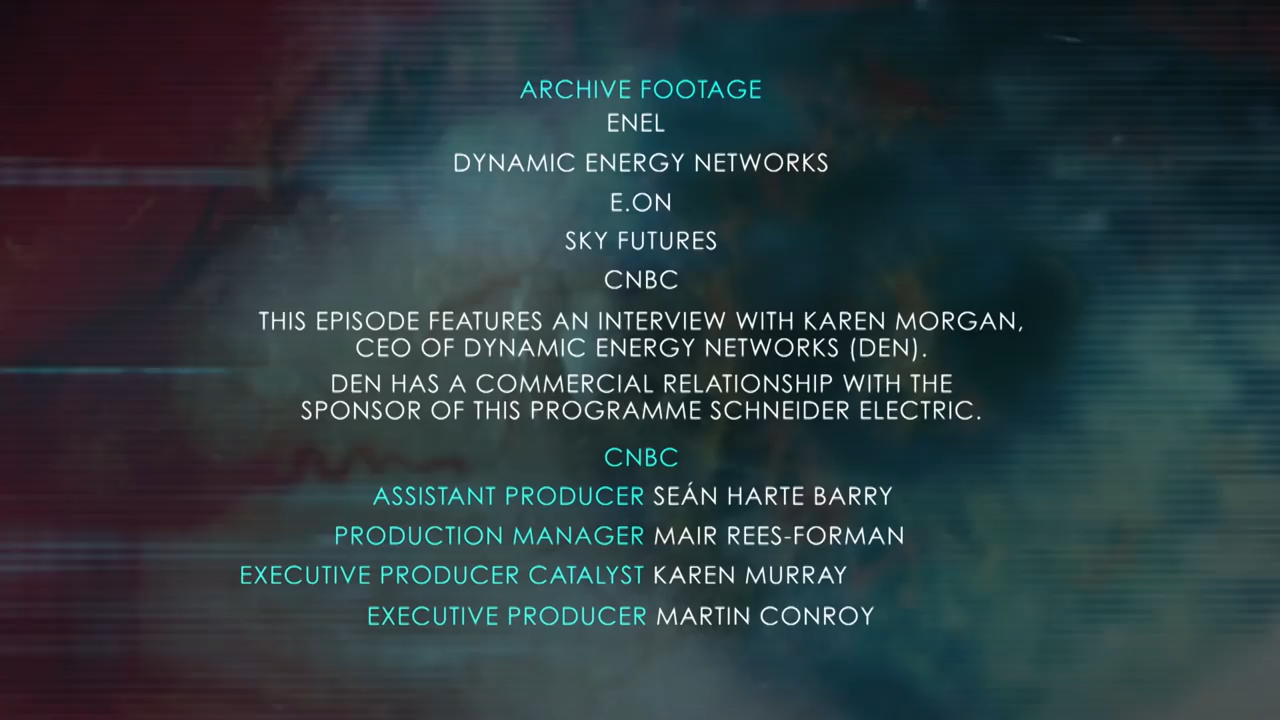 ARCHIVE FOOTAGE
ENEL
DYNAMIC ENERGY NETWORKS
E.ON
SKY FUTURES
CNBC
THIS EPISODE FEATURES AN INTERVIEW WITH KAREN MORGAN,
CEO OF DYNAMIC ENERGY NETWORKS (DEN).
DEN HAS A COMMERCIAL RELATIONSHIP WITH THE
SPONSOR OF THIS PROGRAMME SCHNEIDER ELECTRIC.
CNBC
ASSISTANT PRODUCER SEÁN HARTE BARRY
PRODUCTION MANAGER MAIR REES-FORMAN
EXECUTIVE PRODUCER CATALYST KAREN MURRAY
EXECUTIVE PRODUCER MARTIN CONROY